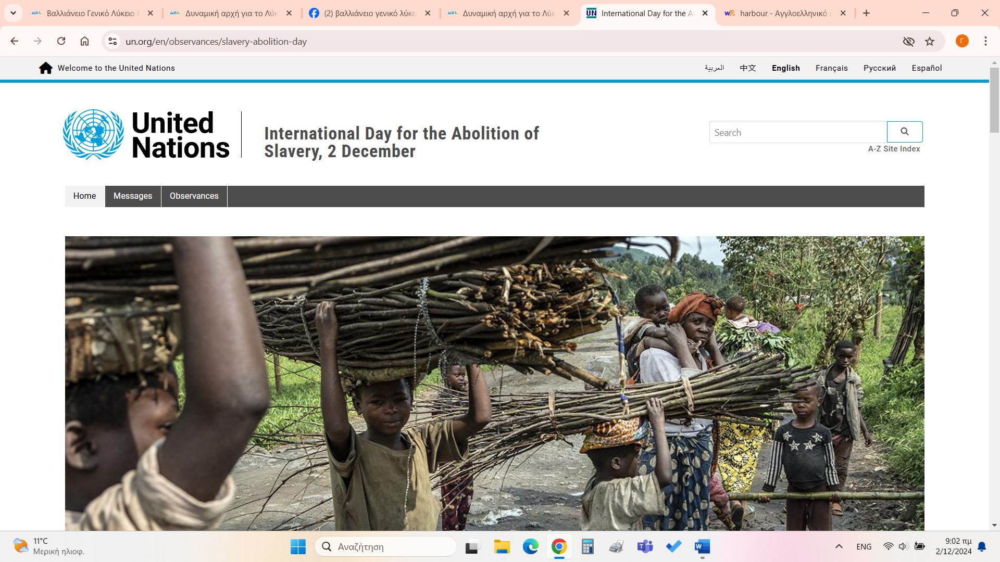 Βαλλιάνειο Γενικό Λύκειο
Δυναμική αρχή για το Λύκ
(2) βαλλιάνειο γενικό λύκε
Δυναμική αρχή για το Λύκ
International Day for the Al
harbour - Αγγλοελληνικό
un.org/en/observances/slavery-abolition-day
Γ
Welcome to the United Nations
العربية
中文
English
Français
Русский
Español
United
Nations
International Day for the Abolition of
Slavery, 2 December
Search
A-Z Site Index
Home
Messages
Observances
11°C
Μερική ηλιοφ.
Αναζήτηση
ENG
9:02 πμ
2/12/2024